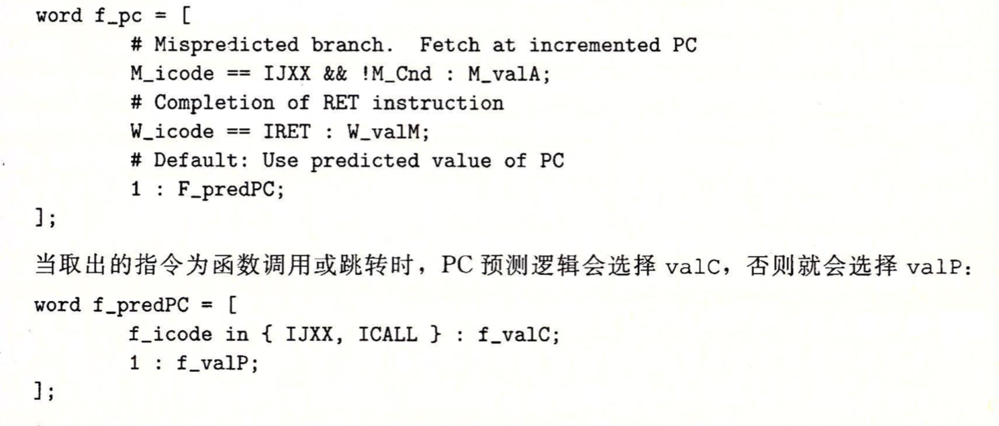 word f_pc = [
# Mispredicted branch.  Fetch at incremented PC
M_icode == IJXX && !M_Cnd : M_valA;
# Completion of RET instruction
W_icode == IRET : W_valM;
# Default: Use predicted value of PC
1 : F_predPC;
];
当取出的指令为函数调用或跳转时，PC 预测逻辑会选择 valC，否则就会选择 valP：
word f_predPC = [
f_icode in { IJXX, ICALL } : f_valC;
1 : f_valP;
];